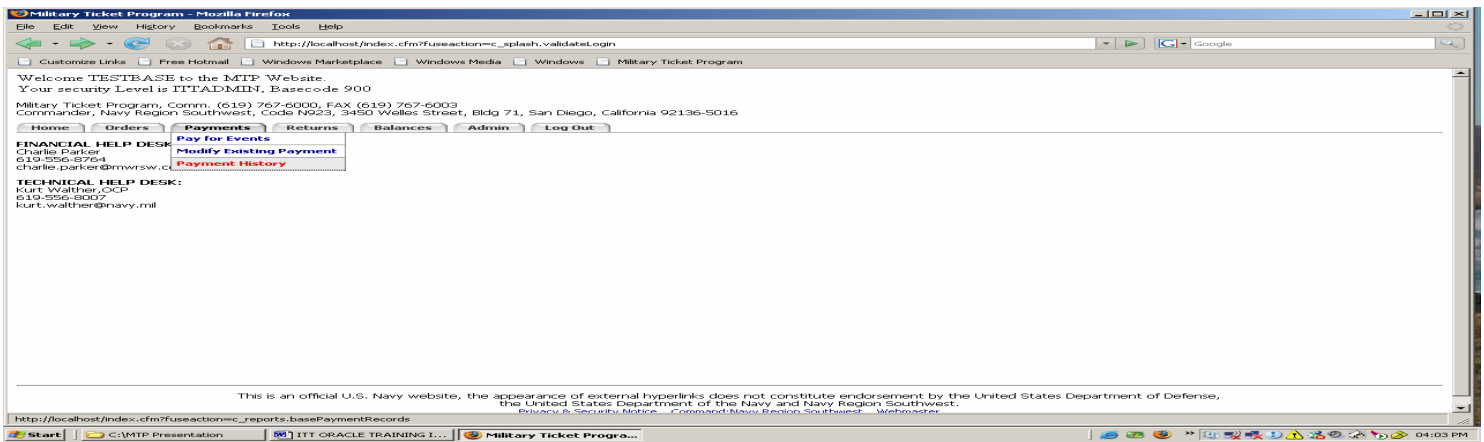 Military Ticket Program - Mozilla Firefox
File Edit View History Bookmarks Tools Help
http://localhost/index.cfm?fuseaction=c_splash.validateLogin
Google
Customize Links Free Hotmail Windows Marketplace Windows Media Windows Military Ticket Program
Welcome TESTBASE to the MTP Website.
Your security Level is ITTADMIN, Basecode 900
Military Ticket Program, Comm. (619) 767-6000, FAX (619) 767-6003
Commander, Navy Region Southwest, Code N923, 3450 Welles Street, Bldg 71, San Diego, California 92136-5016
Home Orders Payments Returns Balances Admin Log Out
Pay for Events
FINANCIAL HELP DESK
Modify Existing Payment
Charlie Parker
619-556-8764
Payment History
charlie.parker@mwrsw.c
TECHNICAL HELP DESK:
Kurt Walther,OCP
619-556-8007
kurt.walther@navy.mil
This is an official U.S. Navy website, the appearance of external hyperlinks does not constitute endorsement by the United States Department of Defense,
the United States Department of the Navy and Navy Region Southwest.
Privacy & Security Notice Command:Navy Region Southwest Webmaster
http://localhost/index.cfm?fuseaction=c_reports.basePaymentRecords
Start C:\MTP Presentation ITT ORACLE TRAINING I... Military Ticket Progra... 04:03 PM